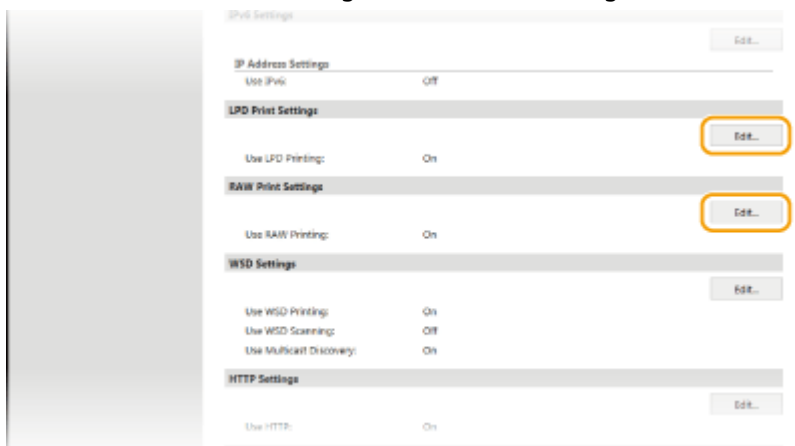 IPv6 Settings
Edit...
IP Address Settings
Use IPv6: Off
LPD Print Settings
Edit...
Use LPD Printing: On
RAW Print Settings
Edit...
Use RAW Printing: On
WSD Settings
Edit...
Use WSD Printing: On
Use WSD Scanning: Off
Use Multicast Discovery: On
HTTP Settings
Edit...
Use HTTP: On